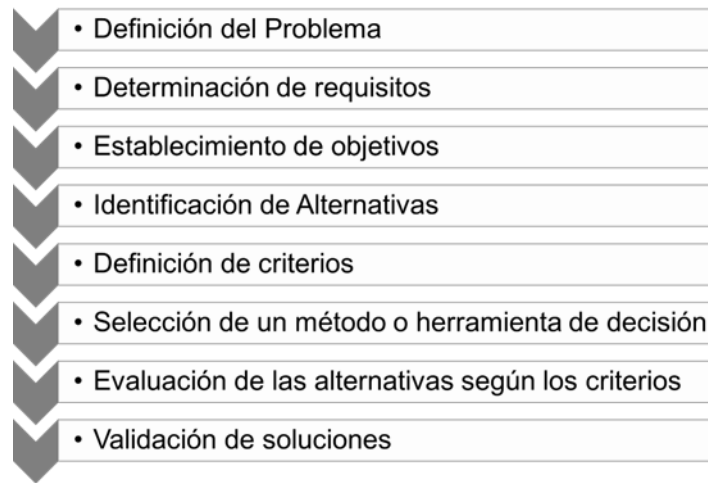 • Definición del Problema
• Determinación de requisitos
• Establecimiento de objetivos
• Identificación de Alternativas
• Definición de criterios
• Selección de un método o herramienta de decisión
• Evaluación de las alternativas según los criterios
• Validación de soluciones